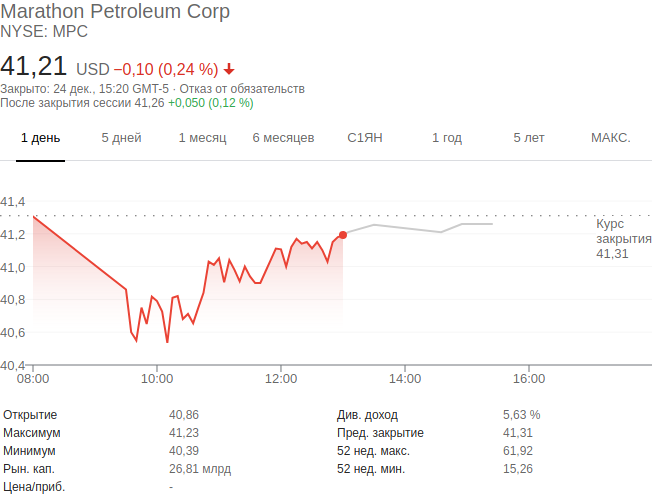 Marathon Petroleum Corp
NYSE: MPC
41,21 USD −0,10 (0,24 %)
Закрыто: 24 дек., 15:20 GMT-5 · Отказ от обязательств
После закрытия сессии 41,26 +0,050 (0,12 %)
1 день 5 дней 1 месяц 6 месяцев С1ЯН 1 год 5 лет МАКС.
41,4
41,2
41,0
40,8
40,6
40,4
Курс
закрытия
41,31
08:00 10:00 12:00 14:00 16:00
Открытие 40,86 Див. доход 5,63 %
Максимум 41,23 Пред. закрытие 41,31
Минимум 40,39 52 нед. макс. 61,92
Рын. кап. 26,81 млрд 52 нед. мин. 15,26
Цена/приб. -